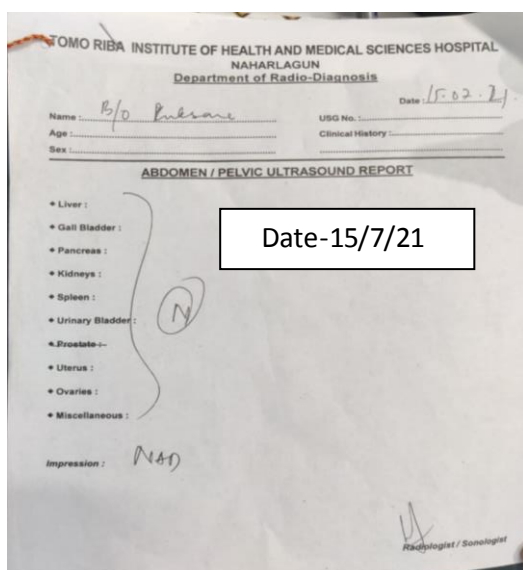 TOMO RIBA INSTITUTE OF HEALTH AND MEDICAL SCIENCES HOSPITAL
NAHARLAGUN
Department of Radio-Diagnosis
Date : 15.02.21
Name : B/O
USG No. :
Age :
Clinical History :
Sex :
ABDOMEN / PELVIC ULTRASOUND REPORT
Liver :
Gall Bladder :
Date-15/7/21
Pancreas :
Kidneys :
Spleen :
N
Urinary Bladder :
Prostate :
Uterus :
Ovaries :
Miscellaneous :
Impression : NAD
Radiologist / Sonologist